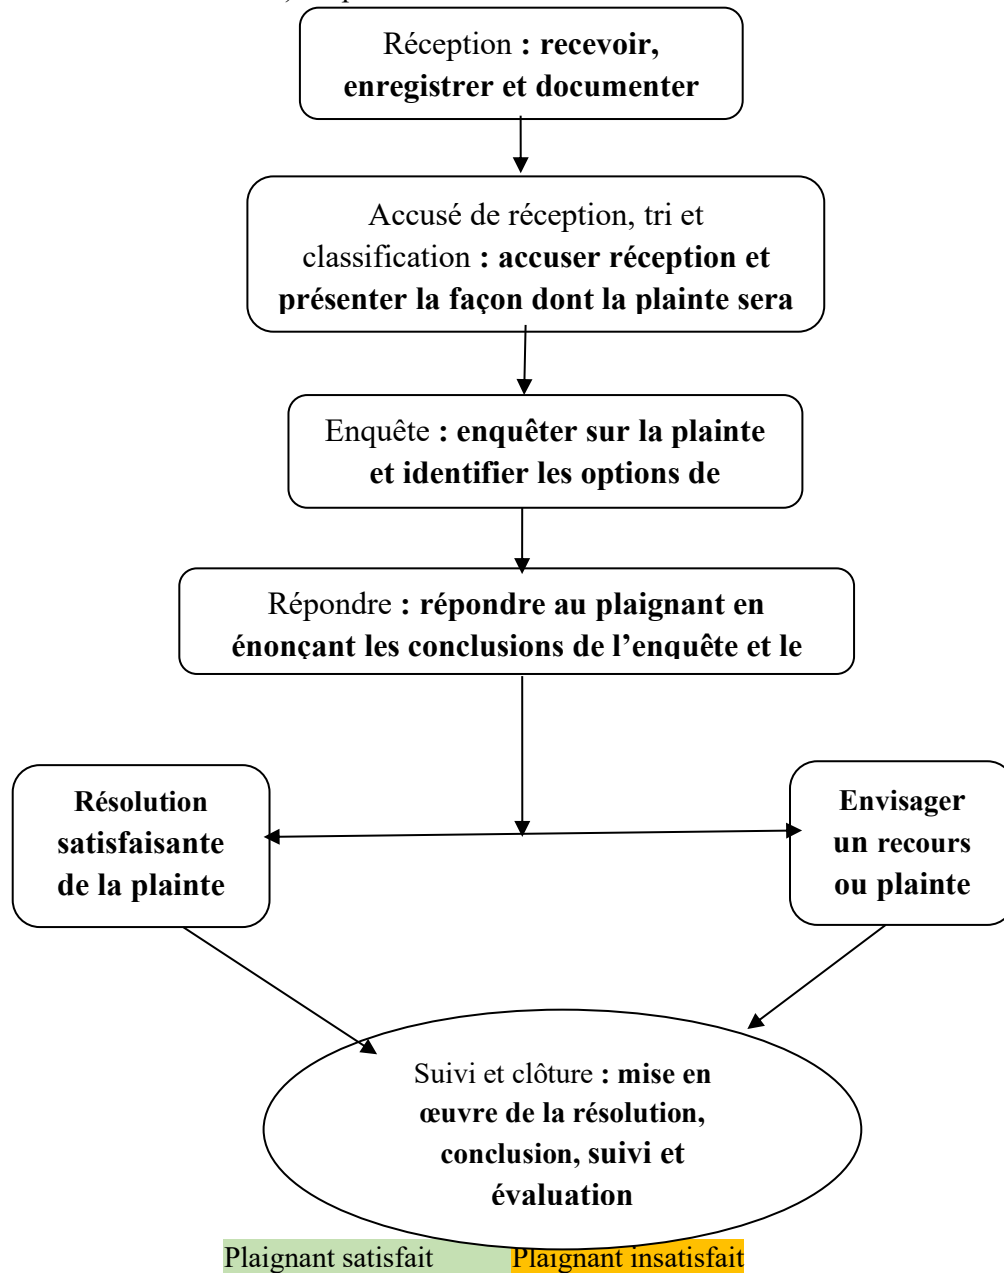 Réception : recevoir,
enregistrer et documenter
Accusé de réception, tri et
classification : accuser réception et
présenter la façon dont la plainte sera
Enquête : enquêter sur la plainte
et identifier les options de
Répondre : répondre au plaignant en
énonçant les conclusions de l’enquête et le
Résolution
satisfaisante
de la plainte
Envisager
un recours
ou plainte
Suivi et clôture : mise en
œuvre de la résolution,
conclusion, suivi et
évaluation
Plaignant satisfait Plaignant insatisfait